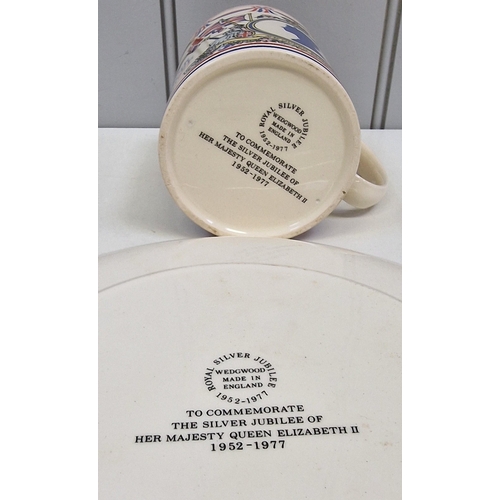 ROYAL SILVER JUBILEE
WEDGWOOD
MADE IN
ENGLAND
1952-1977
TO COMMEMORATE
THE SILVER JUBILEE OF
HER MAJESTY QUEEN ELIZABETH II
1952-1977
ROYAL SILVER JUBILEE
WEDGWOOD
MADE IN
ENGLAND
1952-1977
TO COMMEMORATE
THE SILVER JUBILEE OF
HER MAJESTY QUEEN ELIZABETH II
1952-1977